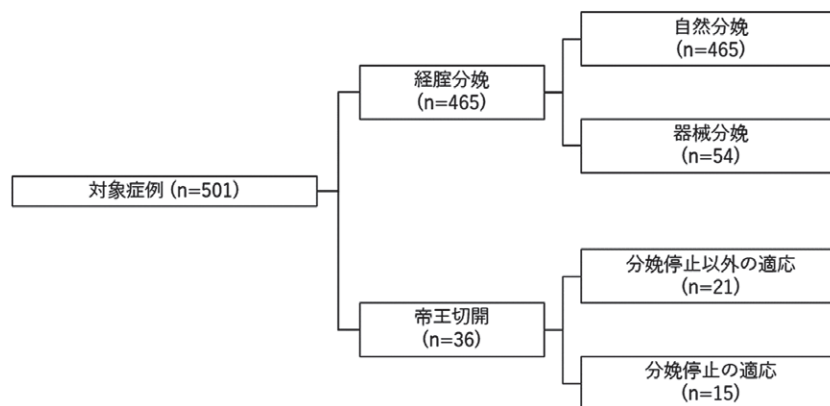 対象症例 (n=501)
経腟分娩
(n=465)
自然分娩
(n=465)
器械分娩
(n=54)
帝王切開
(n=36)
分娩停止以外の適応
(n=21)
分娩停止の適応
(n=15)